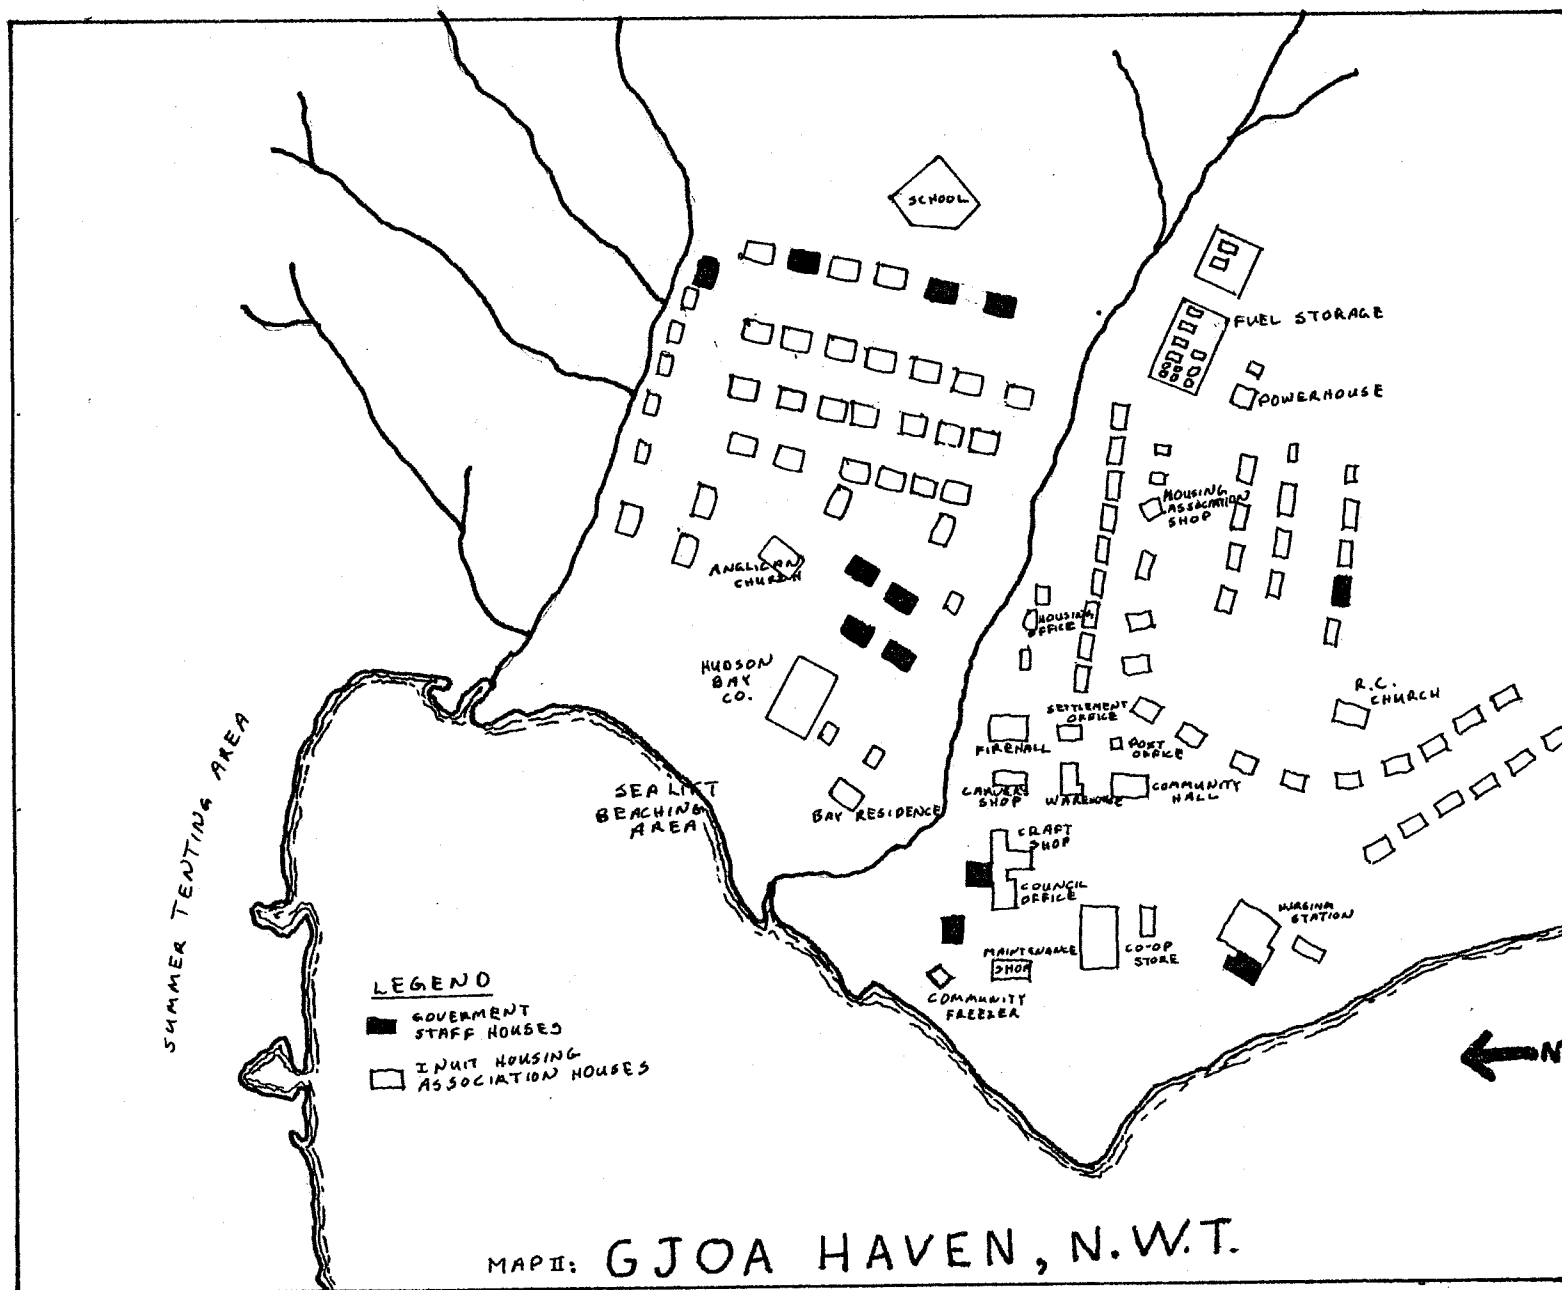 SCHOOL
FUEL STORAGE
POWERHOUSE
HOUSING
ASSOCIATION
SHOP
ANGLICAN
CHURCH
HOUSING
OFFICE
HUDSON
BAY
CO.
R.C.
CHURCH
SETTLEMENT
OFFICE
FIREHALL
POST
OFFICE
SEA LIFT
BEACHING
AREA
CARVERS
SHOP
WAREHOUSE
COMMUNITY
HALL
BAY RESIDENCE
CRAFT
SHOP
COUNCIL
OFFICE
NURSING
STATION
MAINTENANCE
SHOP
CO-OP
STORE
COMMUNITY
FREEZER
SUMMER TENTING AREA
LEGEND
GOVERMENT
STAFF HOUSES
INUIT HOUSING
ASSOCIATION HOUSES
N
MAP II: GJOA HAVEN, N.W.T.